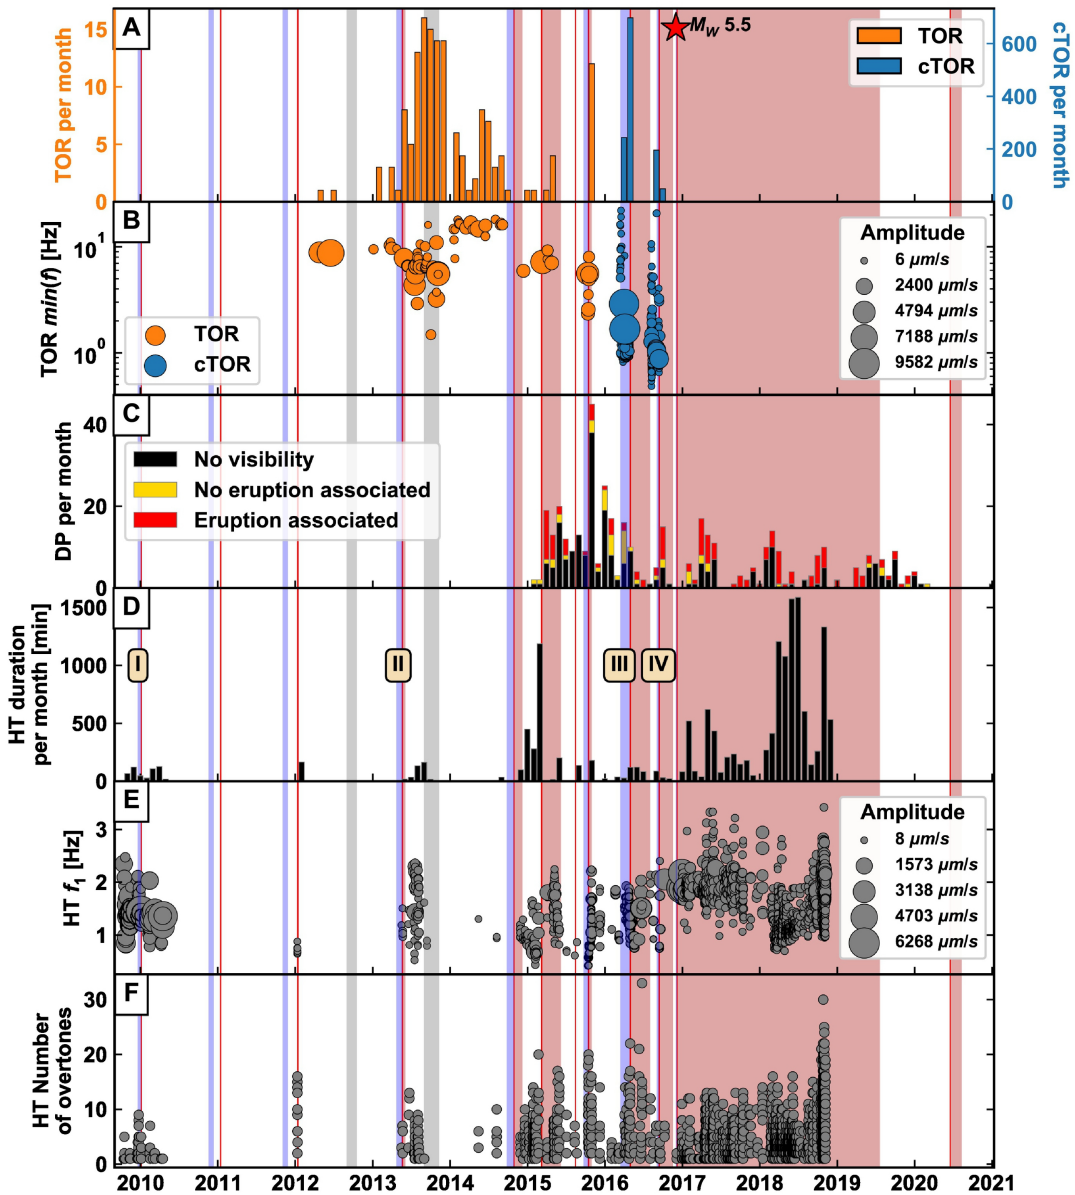 A
TOR per month
15
10
5
0
M_W 5.5
TOR
cTOR
600
400
200
0
cTOR per month
B
TOR min(f) [Hz]
10^1
10^0
TOR
cTOR
Amplitude
6 μm/s
2400 μm/s
4794 μm/s
7188 μm/s
9582 μm/s
C
DP per month
40
20
0
No visibility
No eruption associated
Eruption associated
D
HT duration
per month [min]
1500
1000
500
0
I
II
III
IV
E
HT f_1 [Hz]
3
2
1
Amplitude
8 μm/s
1573 μm/s
3138 μm/s
4703 μm/s
6268 μm/s
F
HT Number
of overtones
30
20
10
0
2010 2011 2012 2013 2014 2015 2016 2017 2018 2019 2020 2021